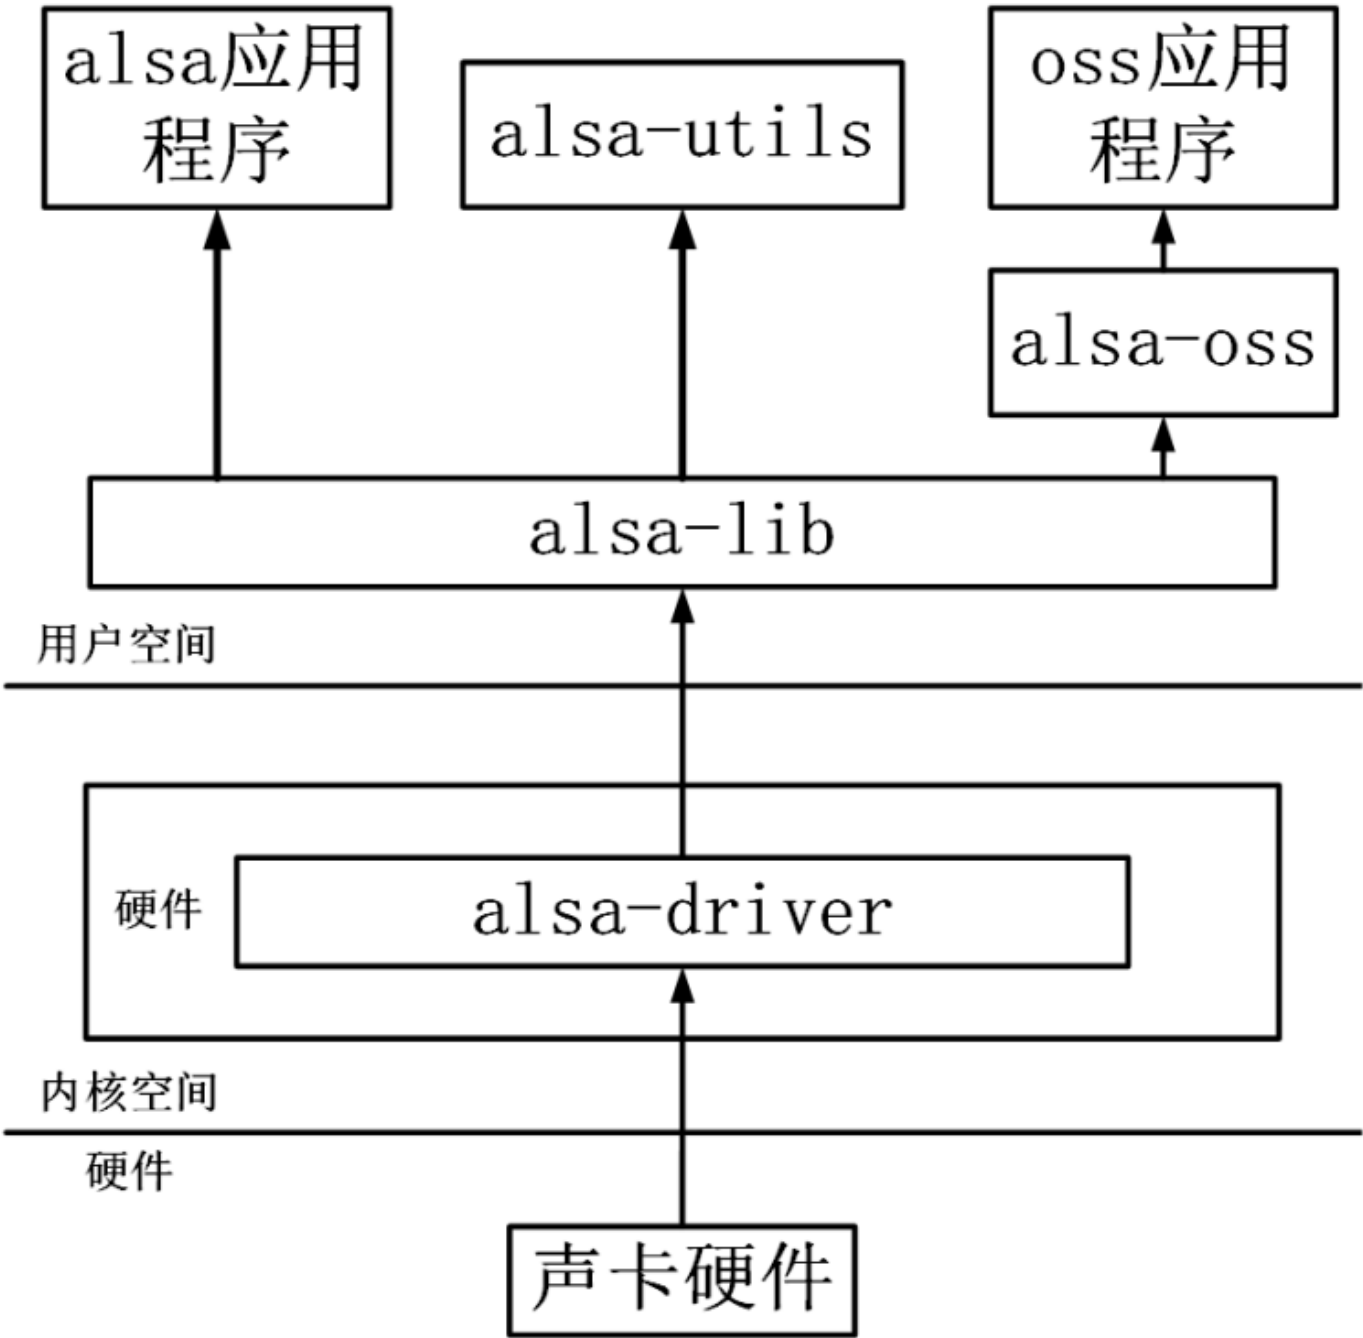 alsa应用
程序
alsa-utils
oss应用
程序
alsa-oss
alsa-lib
用户空间
硬件
alsa-driver
内核空间
硬件
声卡硬件